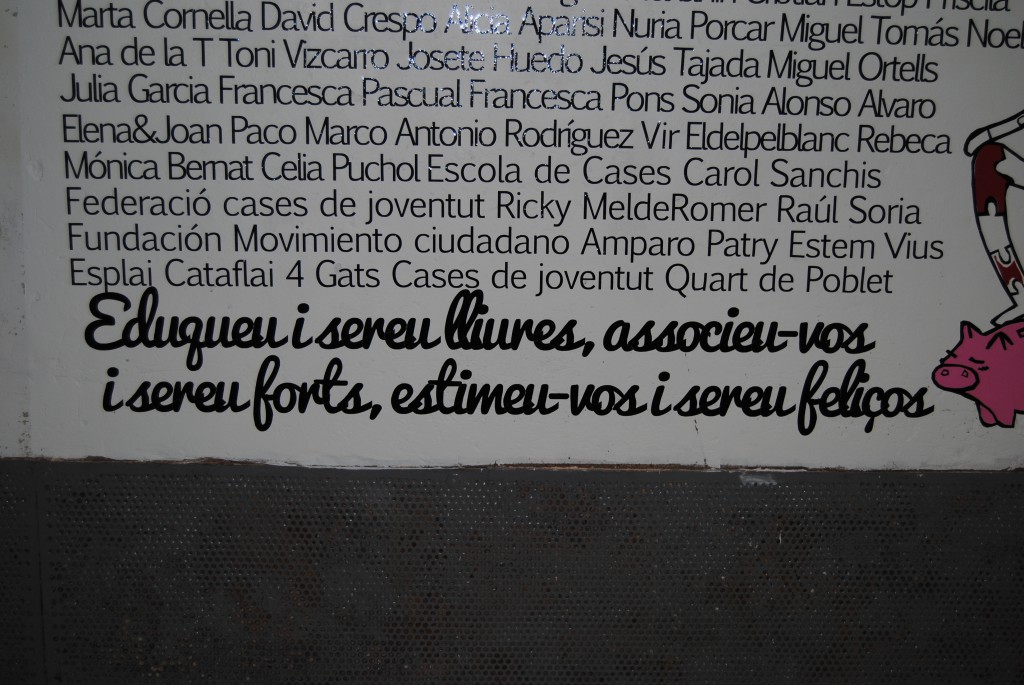 Cristian Estop Priscila
Marta Cornella David Crespo Alicia Aparisi Nuria Porcar Miguel Tomás Noel
Ana de la T Toni Vizcarro Josete Huedo Jesús Tajada Miguel Ortells
Julia Garcia Francesca Pascual Francesca Pons Sonia Alonso Alvaro
Elena&Joan Paco Marco Antonio Rodríguez Vir Eldelpelblanc Rebeca
Mónica Bernat Celia Puchol Escola de Cases Carol Sanchis
Federació cases de joventut Ricky MeldeRomer Raúl Soria
Fundación Movimiento ciudadano Amparo Patry Estem Vius
Esplai Cataflai 4 Gats Cases de joventut Quart de Poblet
Eduqueu i sereu lliures, associeu-vos
i sereu forts, estimeu-vos i sereu feliços